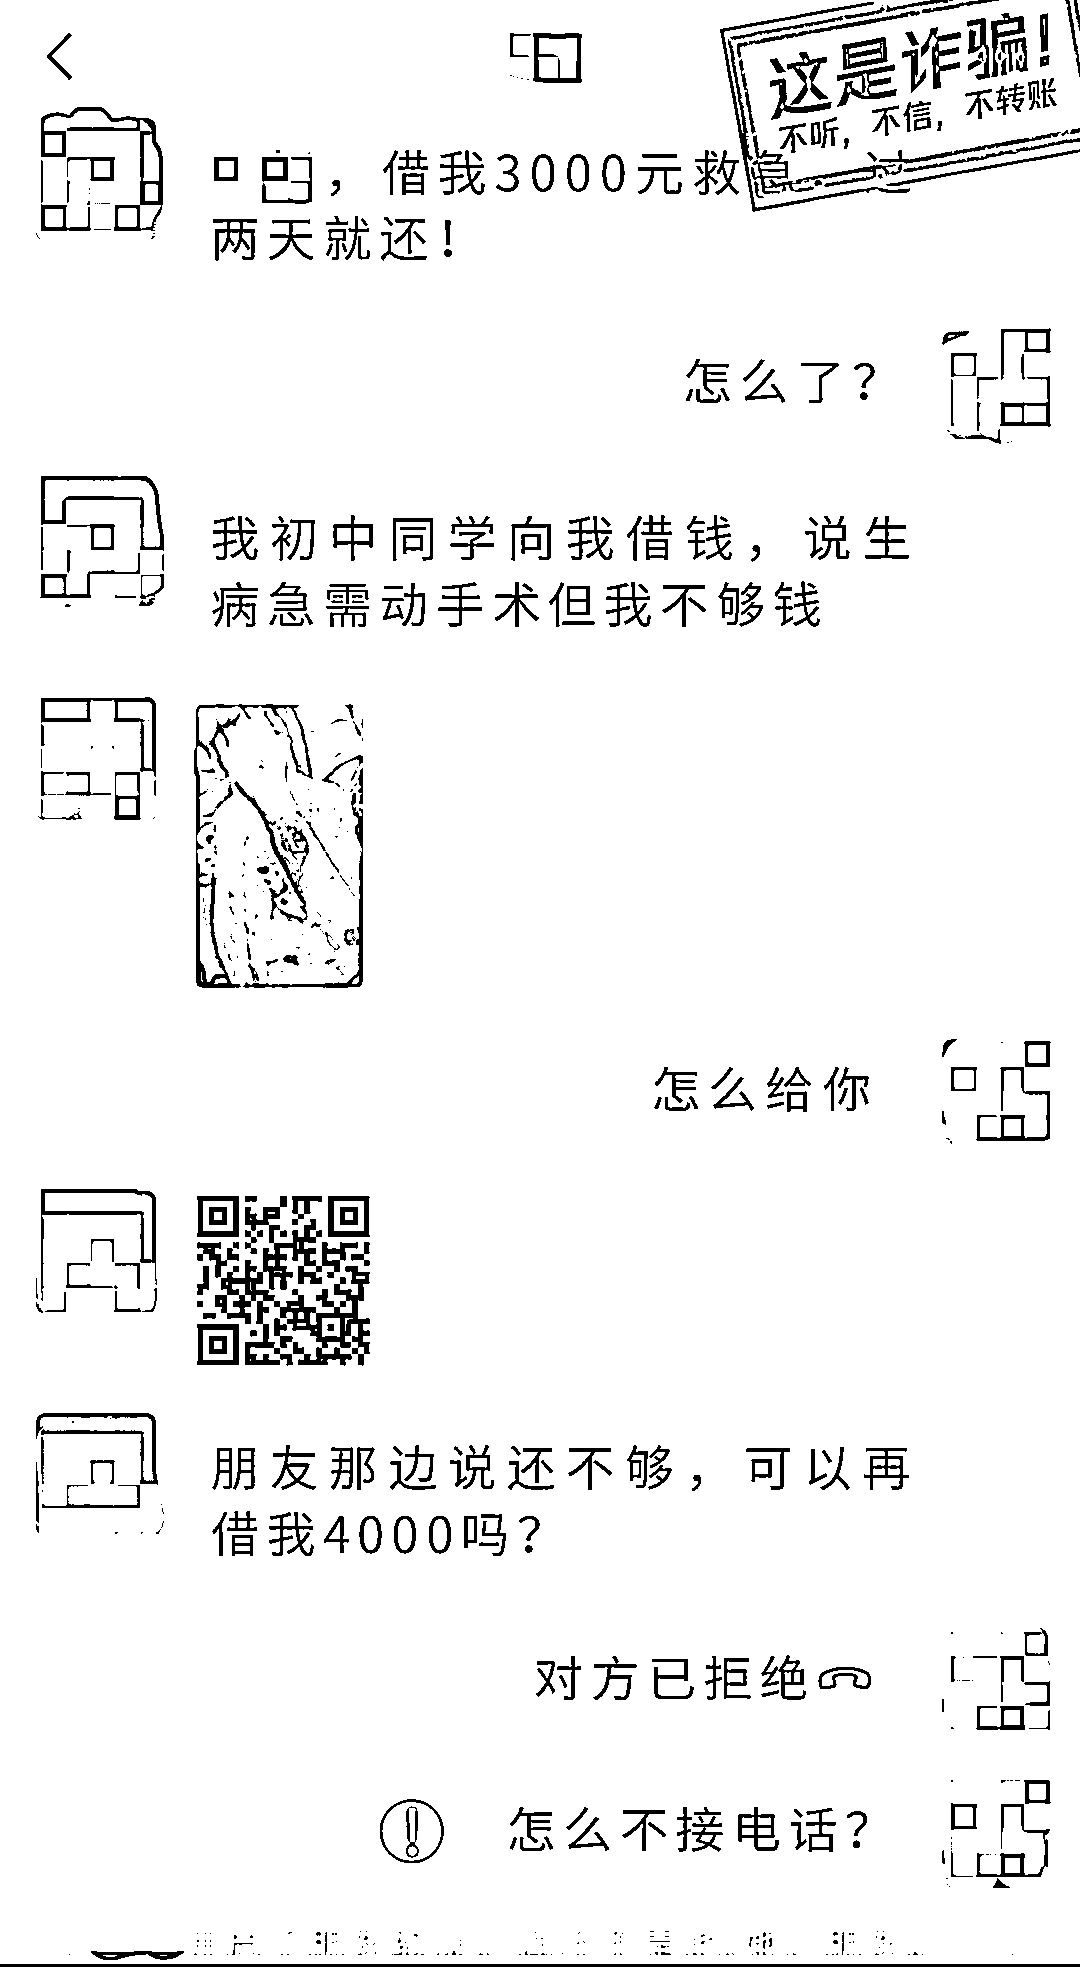 这是诈骗!
不听，不信，不转账
，借我3000元救急 过
两天就还！
怎么了？
我初中同学向我借钱，说生
病急需动手术但我不够钱
怎么给你
朋友那边说还不够，可以再
借我4000吗？
对方已拒绝
怎么不接电话？